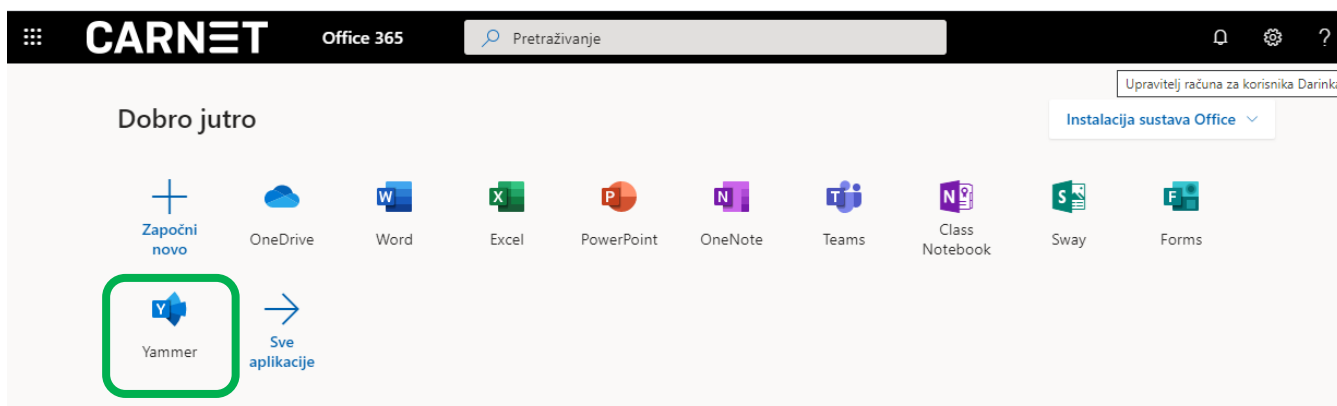 CARNET Office 365 Pretraživanje ?
Upravitelj računa za korisnika Darinka
Dobro jutro
Instalacija sustava Office
W X P N T N S F
Započni
novo
OneDrive
Word
Excel
PowerPoint
OneNote
Teams
Class
Notebook
Sway
Forms
Y
Yammer
Sve
aplikacije